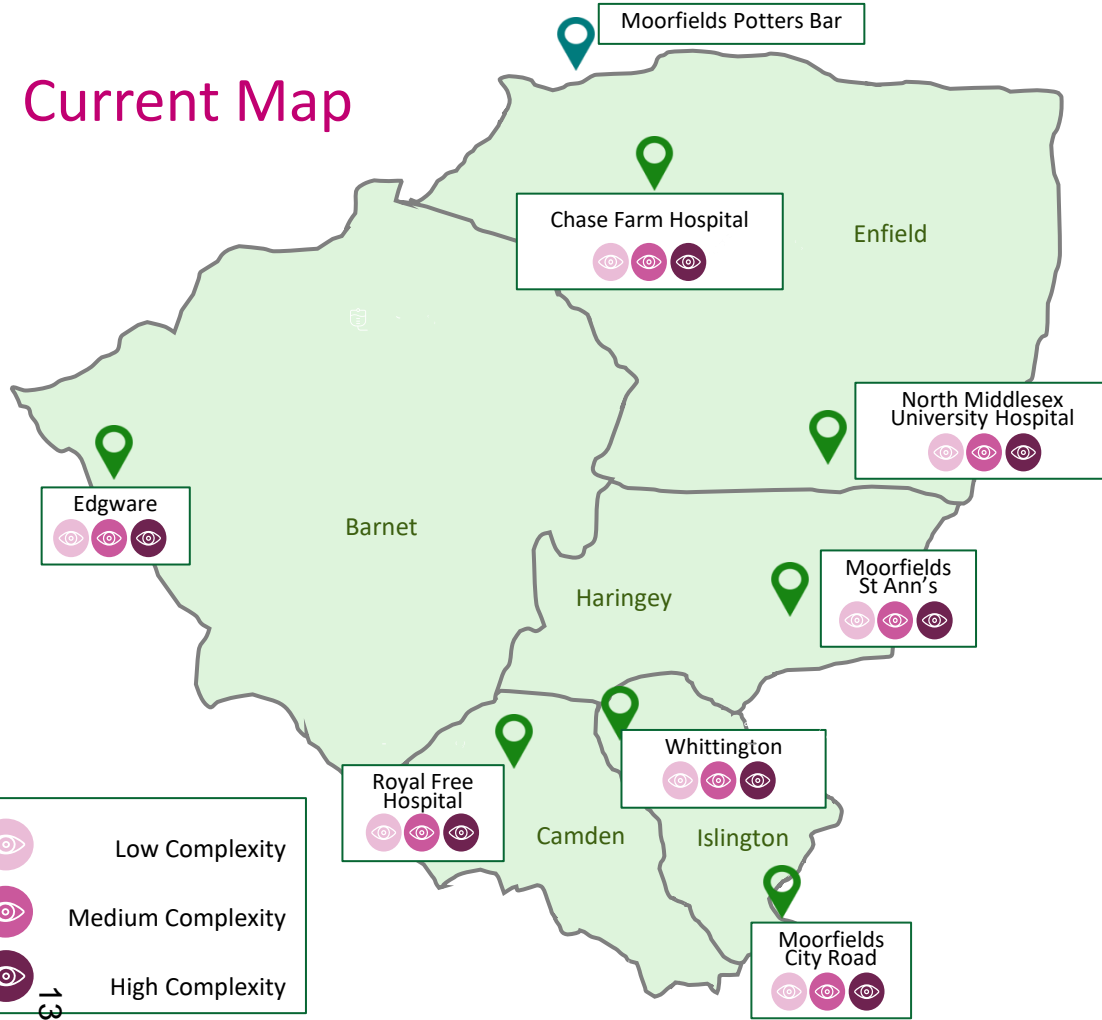 Moorfields Potters Bar
Current Map
Chase Farm Hospital
Enfield
North Middlesex
University Hospital
Edgware
Barnet
Moorfields
St Ann's
Haringey
Whittington
Royal Free
Hospital
Camden
Islington
Low Complexity
Medium Complexity
High Complexity
Moorfields
City Road
13